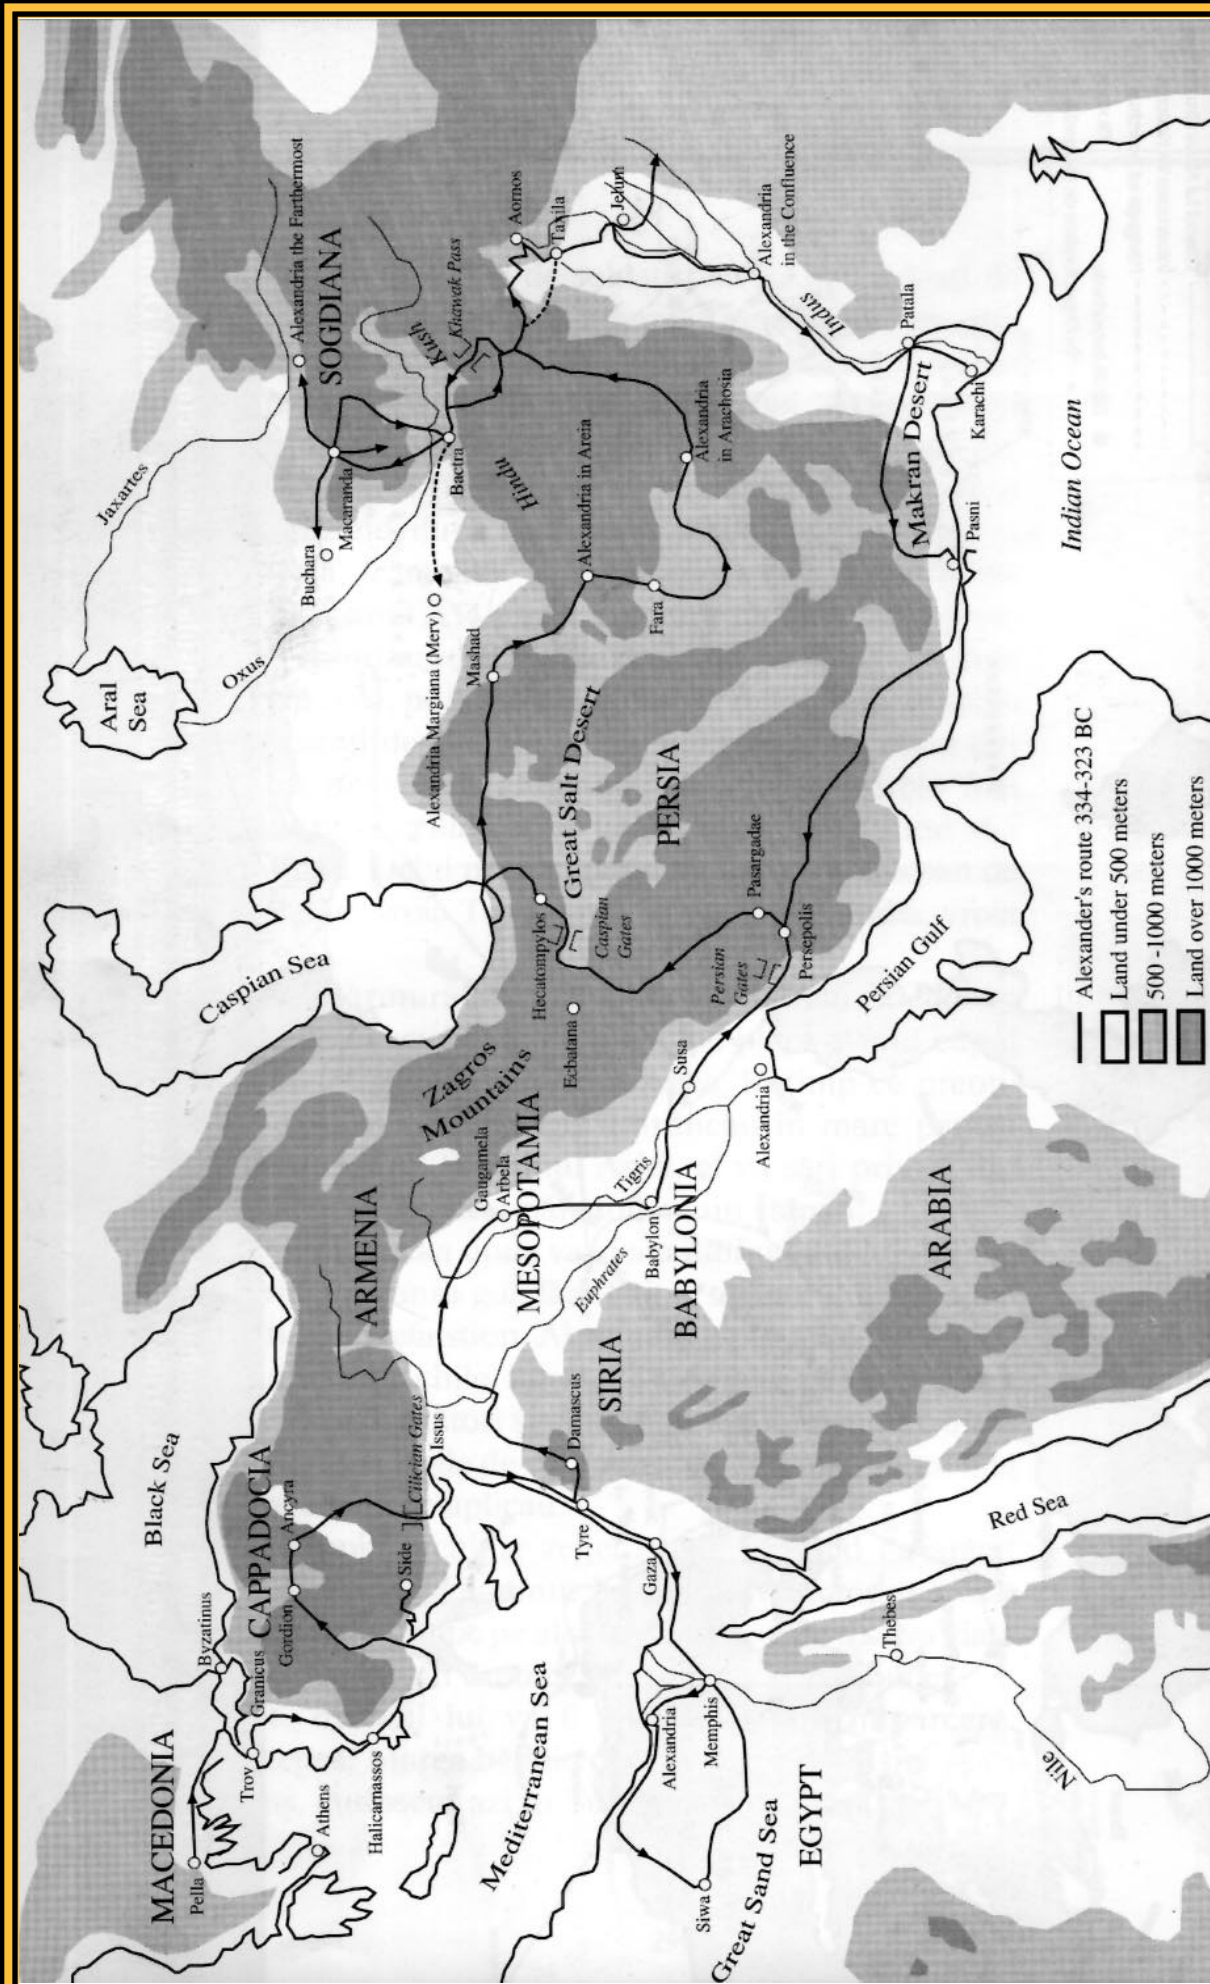 MACEDONIA
Pella
Byzatinus
Troy
Granicus
Athens
Halicarnassos
Black Sea
CAPPADOCIA
Gordion
Ancyra
Side
Cilician Gates
Issus
ARMENIA
Mediterranean Sea
Tyre
Damascus
SIRIA
Gaza
Alexandria
Memphis
Siwa
Great Sand Sea
EGYPT
Thebes
Nile
Red Sea
ARABIA
Gaugamela
Arbela
MESOPOTAMIA
Tigris
Euphrates
Babylon
BABYLONIA
Susa
Alexandria
Zagros
Mountains
Caspian Sea
Ecbatana
Hecatompylos
Caspian
Gates
Great Salt Desert
PERSIA
Persian
Gates
Persepolis
Pasargadae
Persian Gulf
Aral
Sea
Oxus
Jaxartes
Buchara
Macaranda
SOGDIANA
Alexandria the Farthermost
Alexandria Margiana (Merv)
Mashad
Bactra
Hindu
Kush
Khawak Pass
Alexandria in Areia
Fara
Alexandria
in Arachosia
Aornos
Taxila
Jelum
Alexandria
in the Confluence
Indus
Patala
Karachi
Makran Desert
Pasni
Indian Ocean
Alexander's route 334-323 BC
Land under 500 meters
500 -1000 meters
Land over 1000 meters